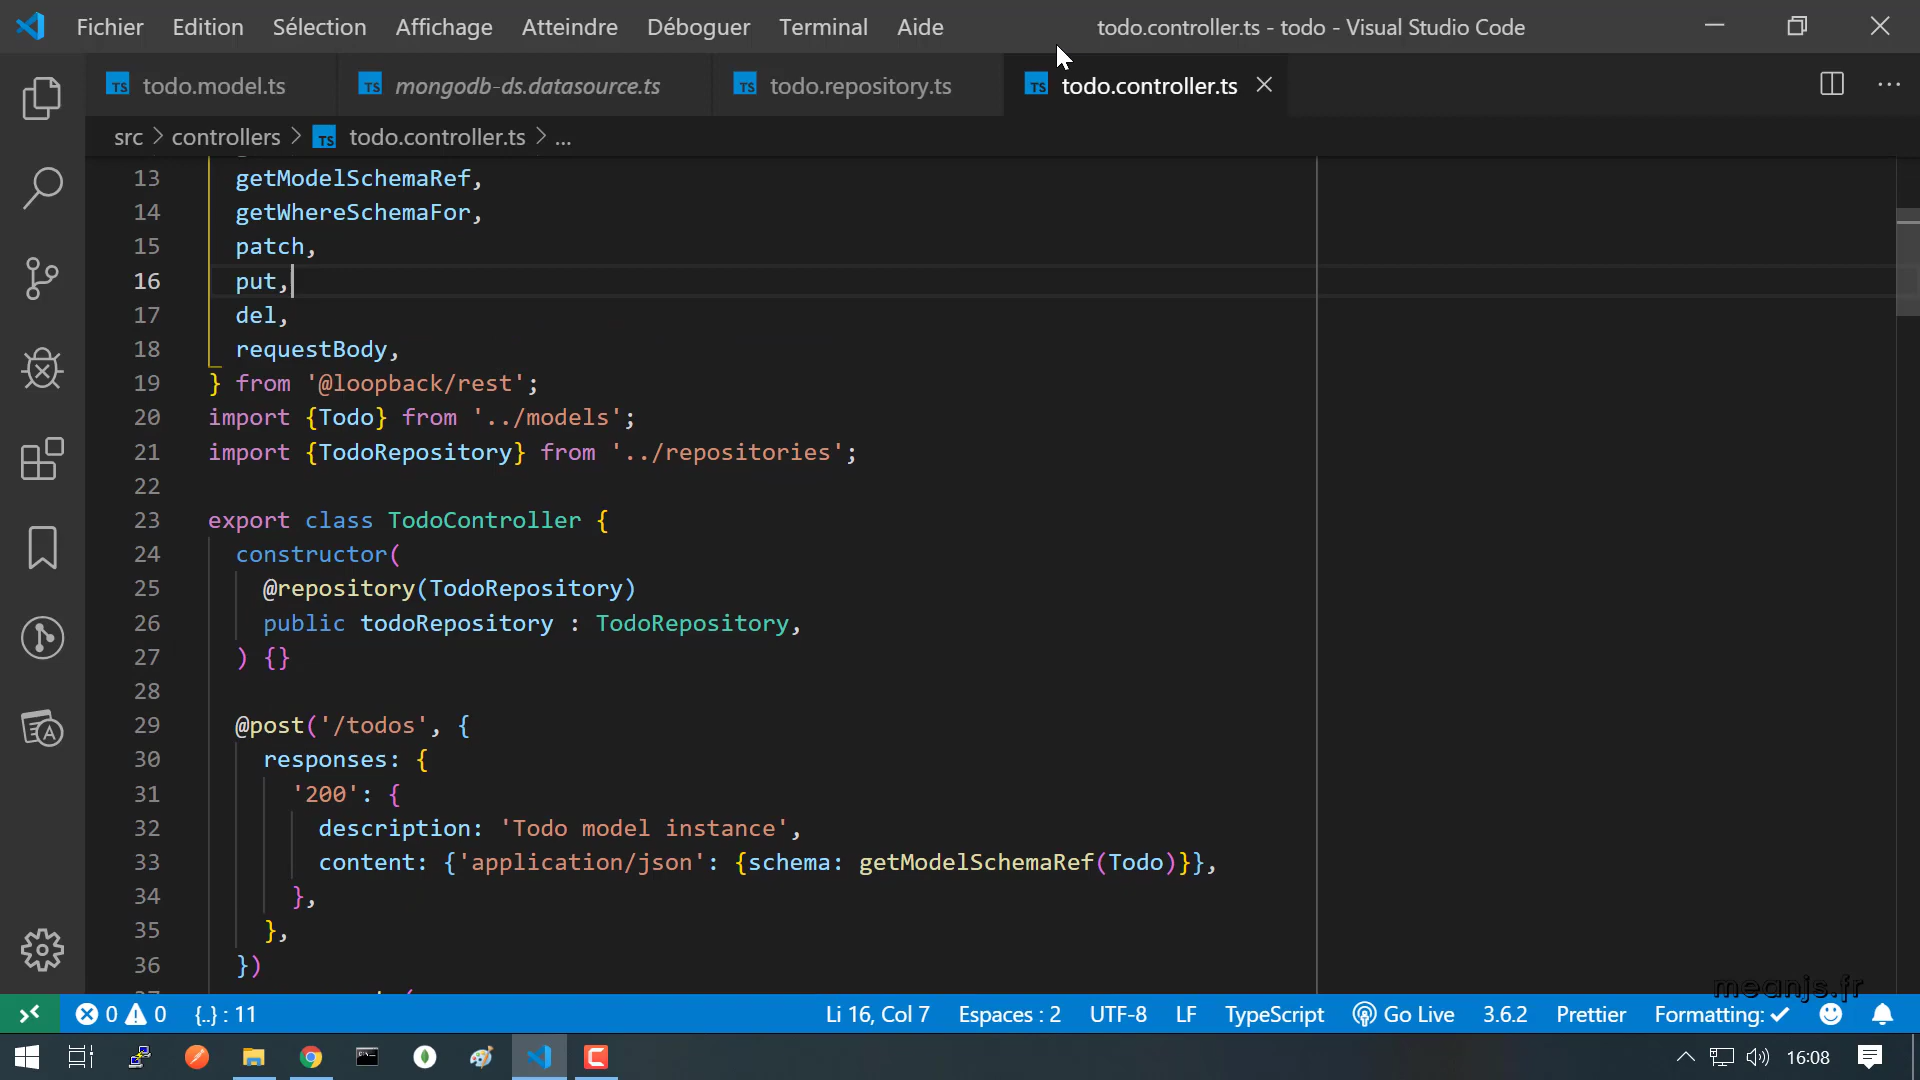 Fichier Edition Sélection Affichage Atteindre Déboguer Terminal Aide todo.controller.ts - todo - Visual Studio Code
TS todo.model.ts TS mongodb-ds.datasource.ts TS todo.repository.ts TS todo.controller.ts
src > controllers > TS todo.controller.ts > ...
13 getModelSchemaRef,
14 getWhereSchemaFor,
15 patch,
16 put,
17 del,
18 requestBody,
19 } from '@loopback/rest';
20 import {Todo} from '../models';
21 import {TodoRepository} from '../repositories';
22
23 export class TodoController {
24 constructor(
25 @repository(TodoRepository)
26 public todoRepository : TodoRepository,
27 ) {}
28
29 @post('/todos', {
30 responses: {
31 '200': {
32 description: 'Todo model instance',
33 content: {'application/json': {schema: getModelSchemaRef(Todo)}},
34 },
35 },
36 })
meanjs.fr
0 0 {..} : 11 Li 16, Col 7 Espaces : 2 UTF-8 LF TypeScript Go Live 3.6.2 Prettier Formatting: ✓
16:08